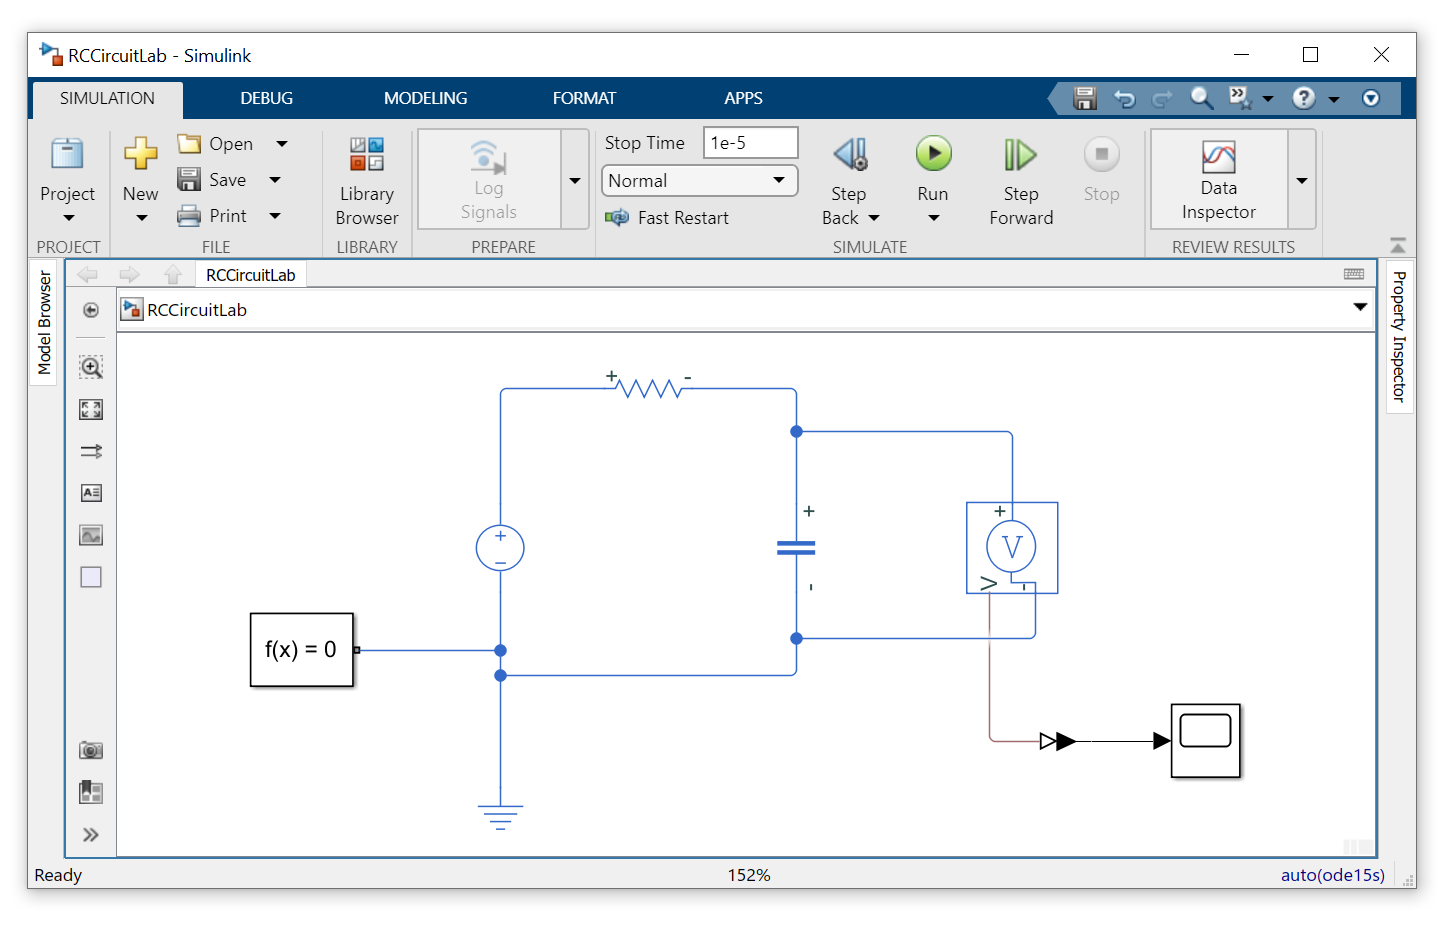 RCCircuitLab - Simulink
SIMULATION DEBUG MODELING FORMAT APPS
Project
New
Open
Save
Print
Library
Browser
Log
Signals
Stop Time 1e-5
Normal
Fast Restart
Step
Back
Run
Step
Forward
Stop
Data
Inspector
PROJECT FILE LIBRARY PREPARE SIMULATE REVIEW RESULTS
Model Browser
RCCircuitLab
RCCircuitLab
Property Inspector
+ -
+
+
+ −
V
V -
-
f(x) = 0
Ready 152% auto(ode15s)